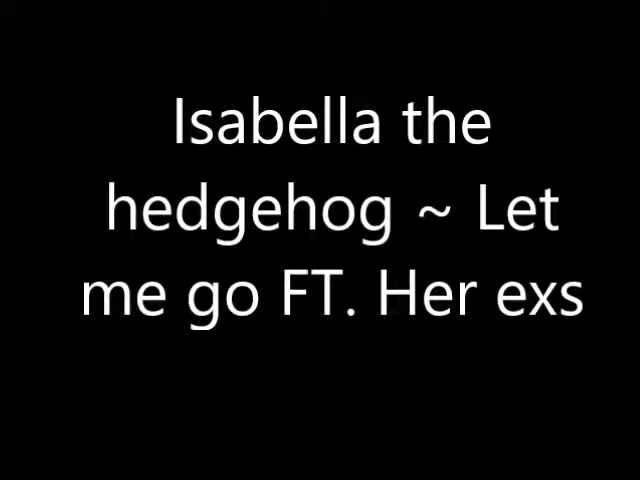 Isabella the
hedgehog ~ Let
me go FT. Her exs